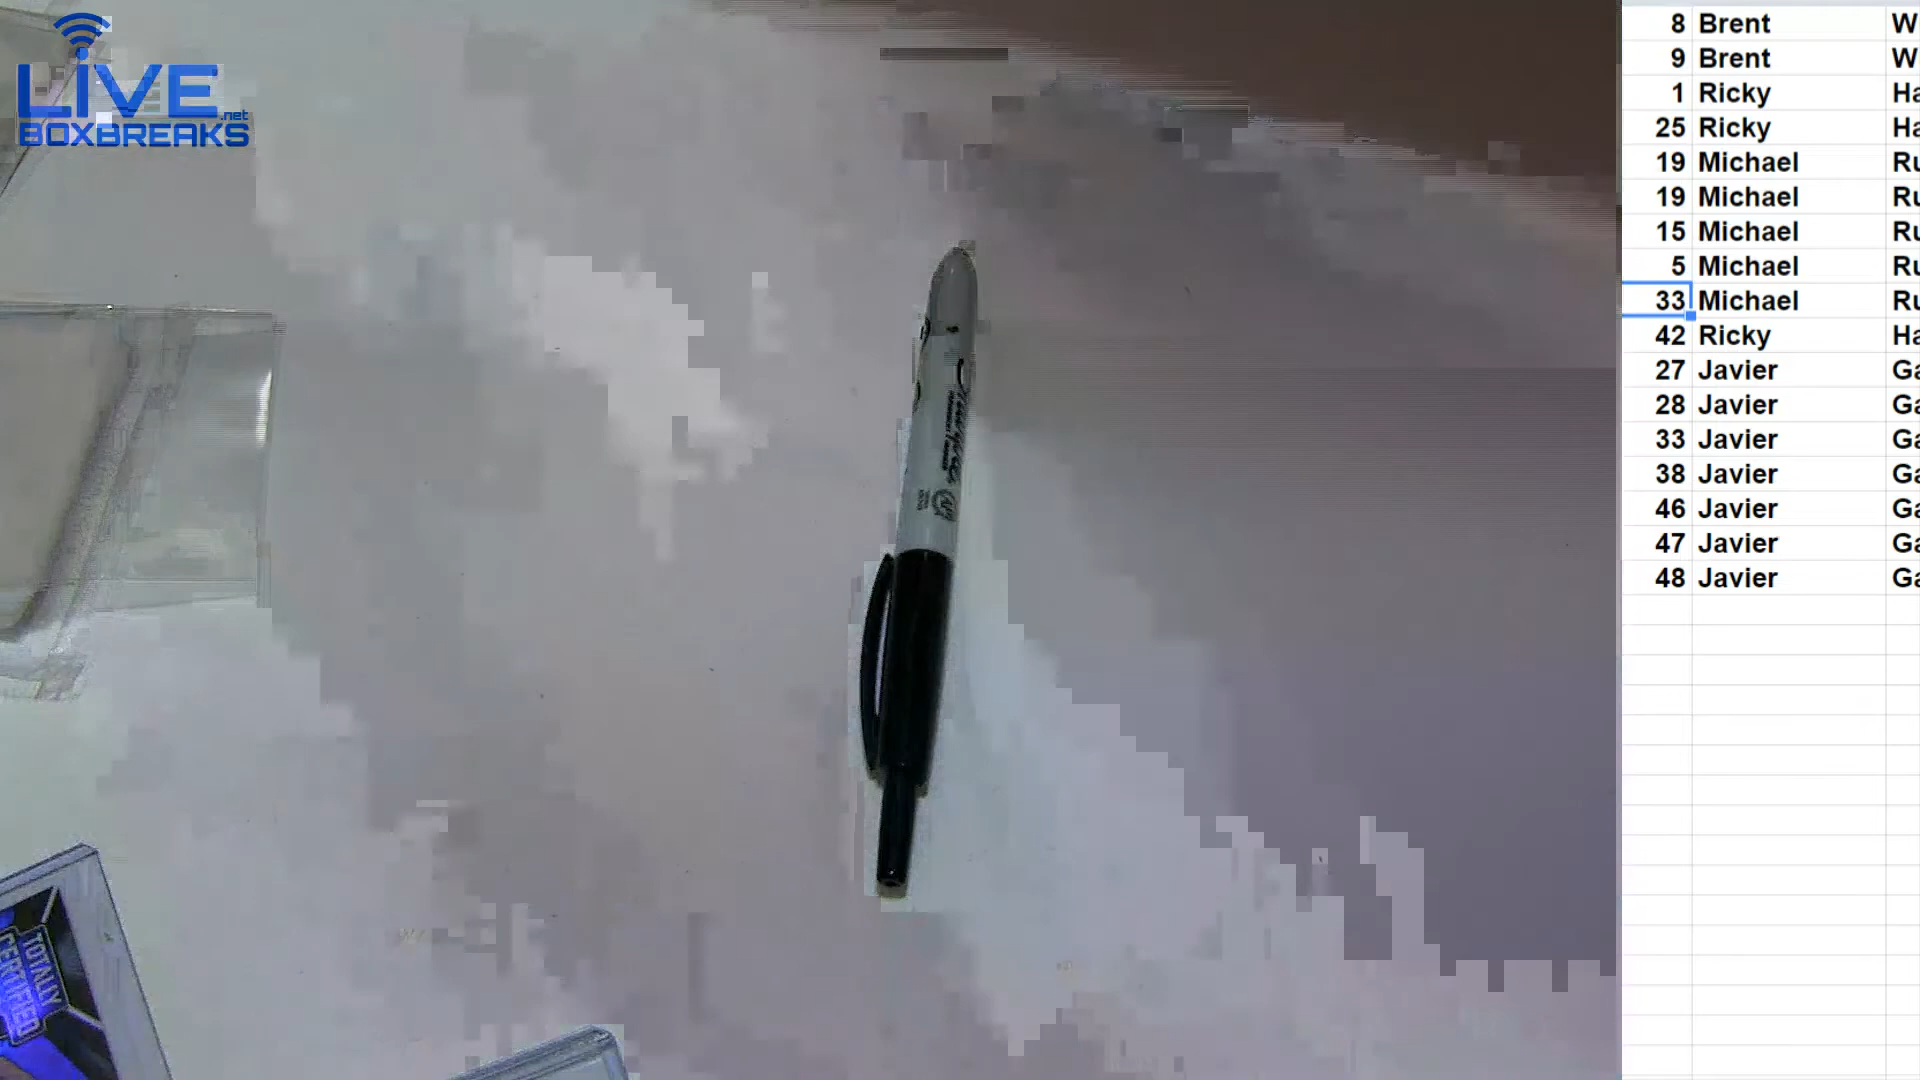 LiVE.net
BOXBREAKS
8 Brent W
9 Brent W
1 Ricky Ha
25 Ricky Ha
19 Michael Ru
19 Michael Ru
15 Michael Ru
5 Michael Ru
33 Michael Ru
42 Ricky Ha
27 Javier Ga
28 Javier Ga
33 Javier Ga
38 Javier Ga
46 Javier Ga
47 Javier Ga
48 Javier Ga
Sharpie
TOTALLY
CERTIFIED